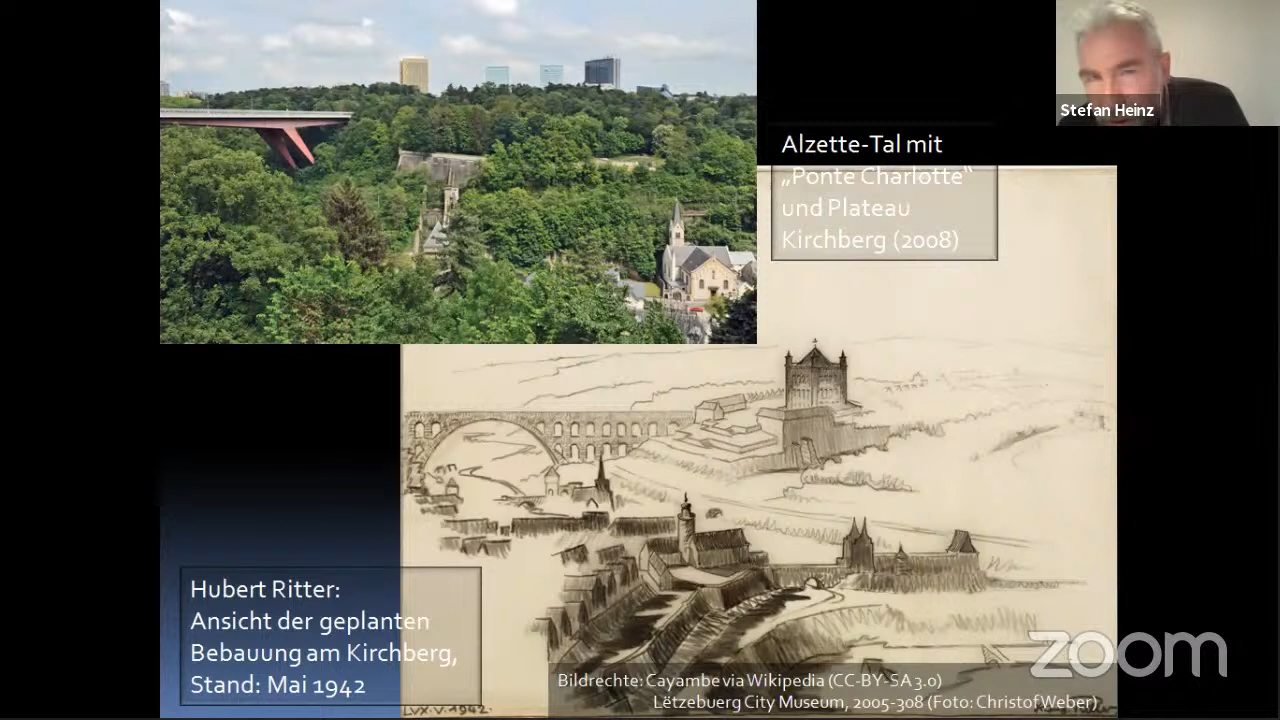 Stefan Heinz
Alzette-Tal mit
„Ponte Charlotte“
und Plateau
Kirchberg (2008)
Hubert Ritter:
Ansicht der geplanten
Bebauung am Kirchberg,
Stand: Mai 1942
Bildrechte: Cayambe via Wikipedia (CC-BY-SA 3.0)
Lëtzebuerg City Museum, 2005-308 (Foto: Christof Weber)
LVX·V·1942·
zoom